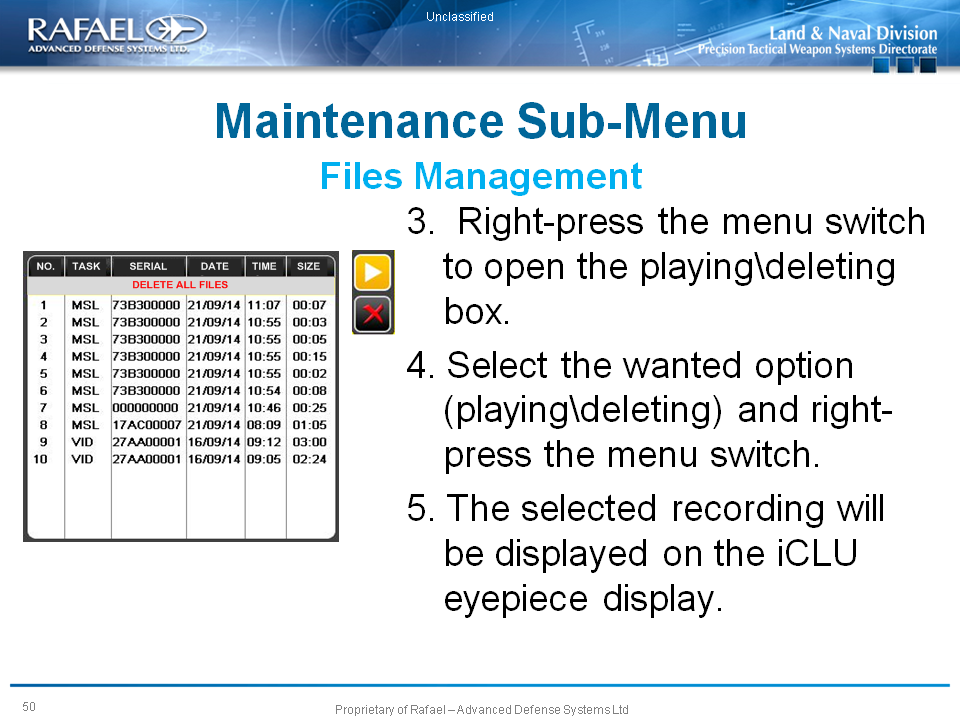 Unclassified
RAFAEL
ADVANCED DEFENSE SYSTEMS LTD.
Land & Naval Division
Precision Tactical Weapon Systems Directorate
Maintenance Sub-Menu
Files Management
3. Right-press the menu switch
to open the playing\deleting
box.
4. Select the wanted option
(playing\deleting) and right-
press the menu switch.
5. The selected recording will
be displayed on the iCLU
eyepiece display.
NO. TASK SERIAL DATE TIME SIZE
DELETE ALL FILES
1 MSL 73B300000 21/09/14 11:07 00:07
2 MSL 73B300000 21/09/14 10:55 00:03
3 MSL 73B300000 21/09/14 10:55 00:05
4 MSL 73B300000 21/09/14 10:55 00:15
5 MSL 73B300000 21/09/14 10:55 00:02
6 MSL 73B300000 21/09/14 10:54 00:08
7 MSL 000000000 21/09/14 10:46 00:25
8 MSL 17AC00007 21/09/14 08:09 01:05
9 VID 27AA00001 16/09/14 09:12 03:00
10 VID 27AA00001 16/09/14 09:05 02:24
50
Proprietary of Rafael – Advanced Defense Systems Ltd